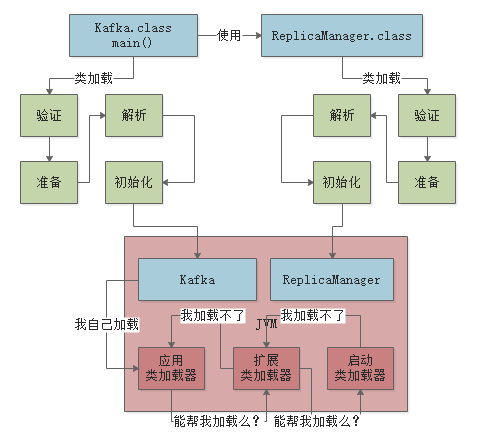 Kafka.class
main()
使用
ReplicaManager.class
类加载
类加载
验证
解析
解析
验证
准备
初始化
初始化
准备
Kafka
ReplicaManager
我自己加载
我加载不了
我加载不了
JVM
应用
类加载器
扩展
类加载器
启动
类加载器
能帮我加载么?
能帮我加载么?